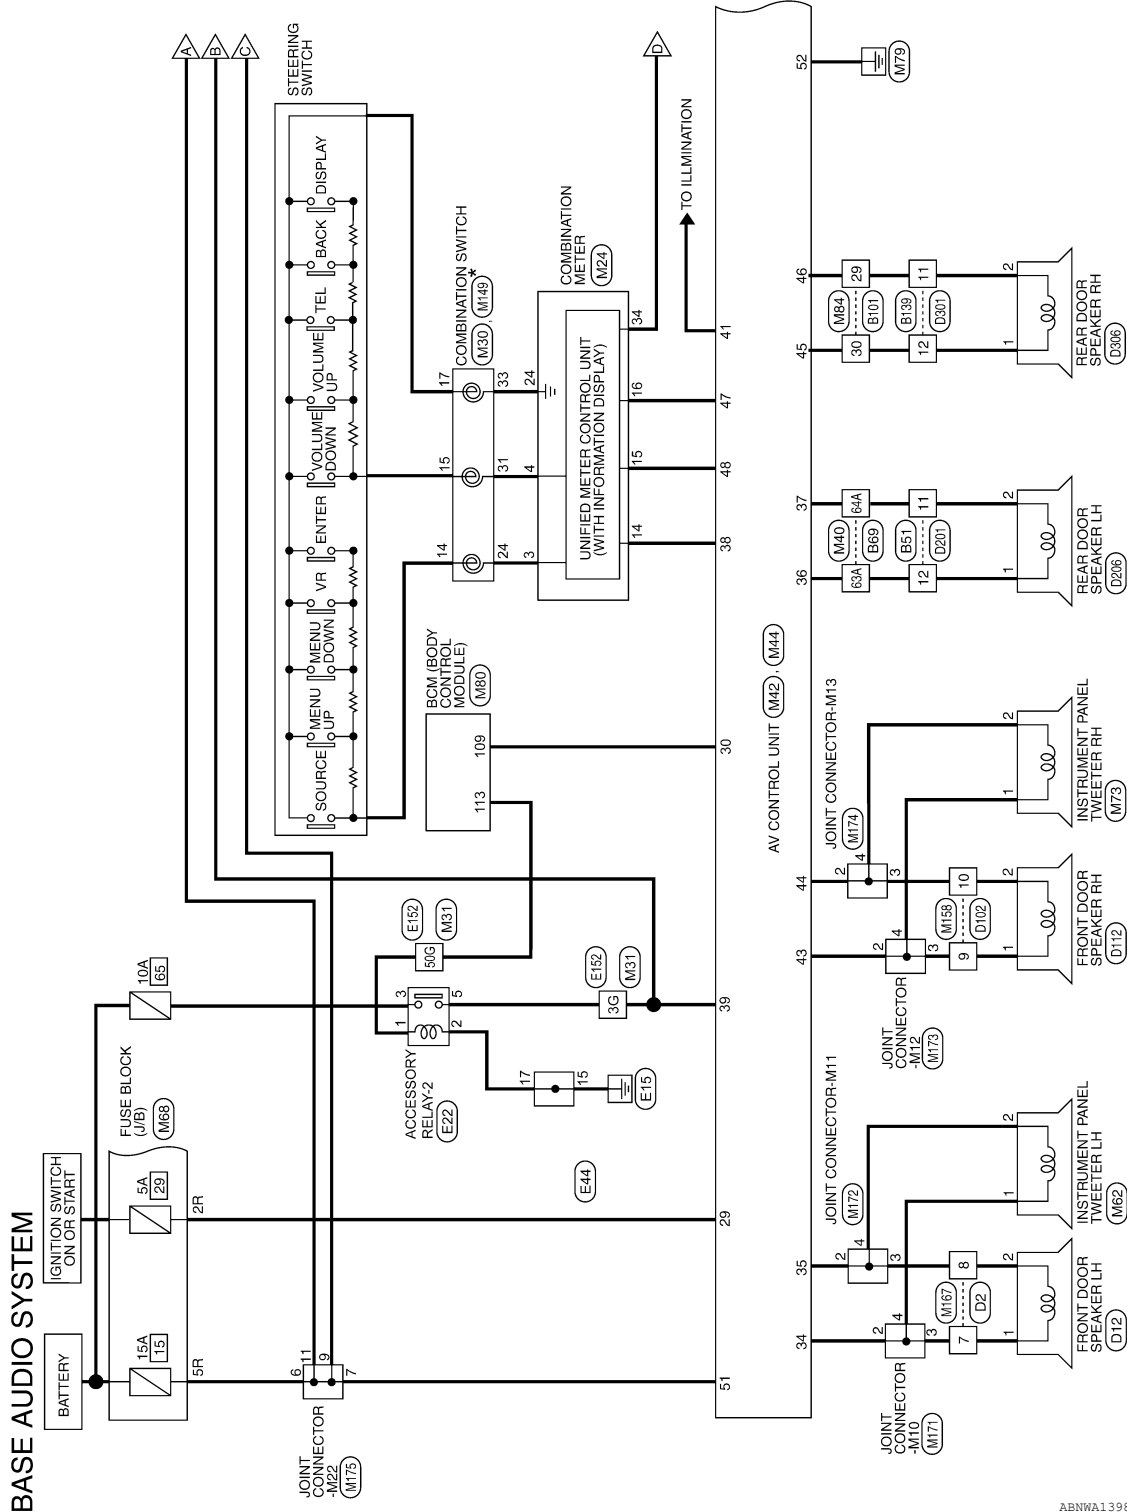 BASE AUDIO SYSTEM
BATTERY
IGNITION SWITCH
ON OR START
FUSE BLOCK
(J/B)
M68
15A
15
5R
5A
29
2R
10A
65
A
B
C
D
JOINT
CONNECTOR
-M22
M175
6
11
9
7
STEERING
SWITCH
SOURCE
MENU
UP
MENU
DOWN
VR
ENTER
VOLUME
DOWN
VOLUME
UP
TEL
BACK
DISPLAY
ACCESSORY
RELAY-2
E22
1
3
2
5
50G
E152
M31
17
15
E15
E44
3G
E152
M31
BCM (BODY
CONTROL
MODULE)
M80
113
109
COMBINATION SWITCH
M30 , M149 *
14
15
17
24
31
33
COMBINATION
METER
M24
3
4
24
UNIFIED METER CONTROL UNIT
(WITH INFORMATION DISPLAY)
14
15
16
34
TO ILLMINATION
51
29
39
30
38
48
47
41
AV CONTROL UNIT M42 , M44
34
35
43
44
36
37
45
46
52
M79
JOINT
CONNECTOR
-M10
M171
2
4
3
JOINT CONNECTOR-M11
M172
2
4
3
7
8
M167
D2
1
2
FRONT DOOR
SPEAKER LH
D12
1
2
INSTRUMENT PANEL
TWEETER LH
M62
JOINT
CONNECTOR
-M12
M173
2
4
3
JOINT CONNECTOR-M13
M174
2
4
3
9
10
M158
D102
1
2
FRONT DOOR
SPEAKER RH
D112
1
2
INSTRUMENT PANEL
TWEETER RH
M73
63A
64A
M40
B69
12
11
B51
D201
1
2
REAR DOOR
SPEAKER LH
D206
30
29
M84
B101
12
11
B139
D301
1
2
REAR DOOR
SPEAKER RH
D306